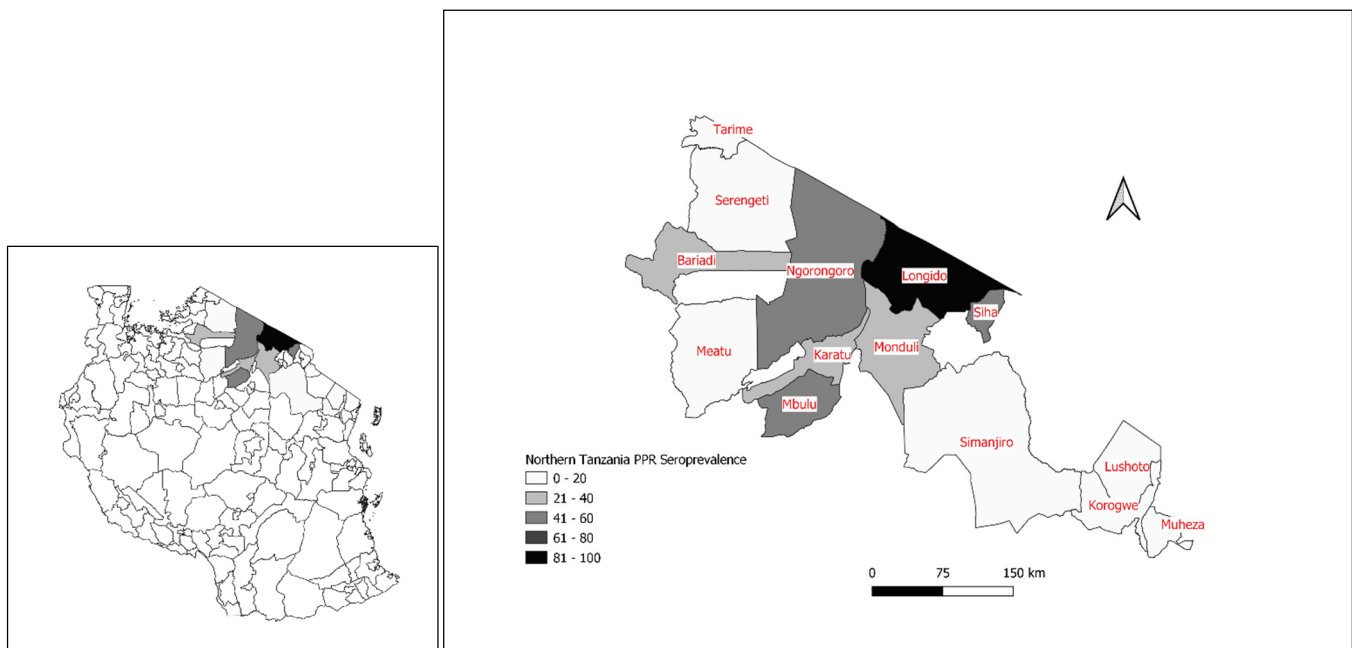 Tarime
Serengeti
Bariadi
Ngorongoro
Longido
Siha
Meatu
Karatu
Monduli
Mbulu
Simanjiro
Lushoto
Korogwe
Muheza
Northern Tanzania PPR Seroprevalence
0 - 20
21 - 40
41 - 60
61 - 80
81 - 100
0 75 150 km